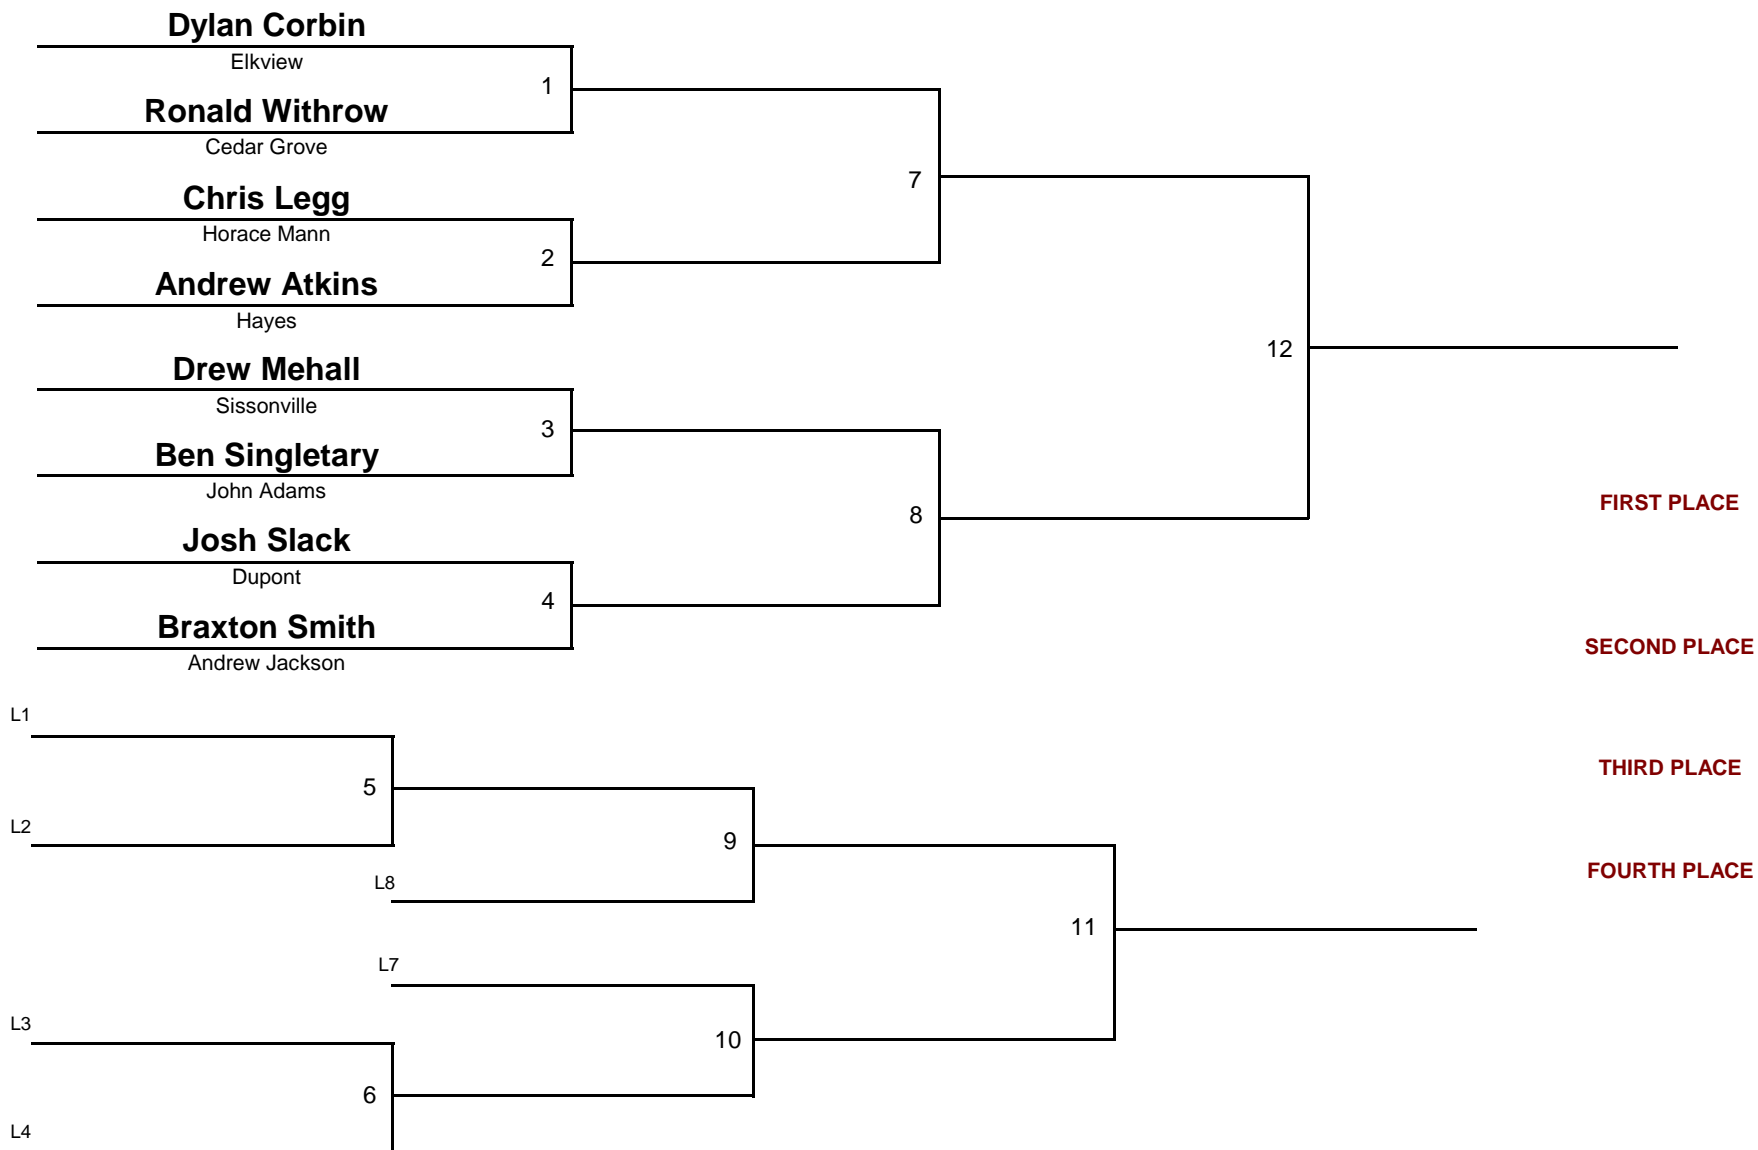 Dylan Corbin
Elkview
1
Ronald Withrow
Cedar Grove
7
Chris Legg
Horace Mann
2
Andrew Atkins
Hayes
12
Drew Mehall
Sissonville
3
Ben Singletary
John Adams
FIRST PLACE
8
Josh Slack
Dupont
4
Braxton Smith
Andrew Jackson
SECOND PLACE
L1
THIRD PLACE
5
L2
9
FOURTH PLACE
L8
11
L7
L3
10
6
L4